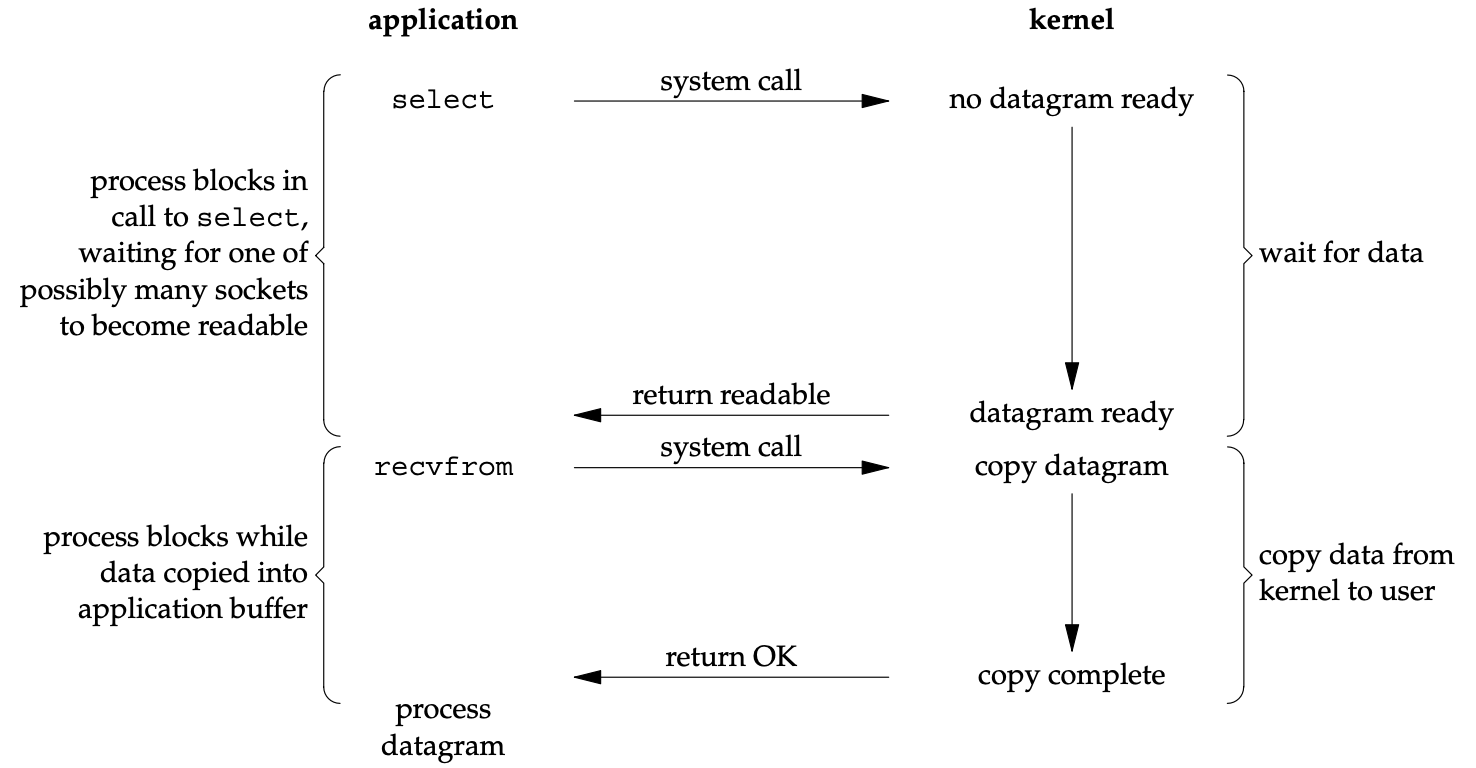 application
kernel
select
system call
no datagram ready
process blocks in
call to select,
waiting for one of
possibly many sockets
to become readable
wait for data
return readable
datagram ready
recvfrom
system call
copy datagram
process blocks while
data copied into
application buffer
copy data from
kernel to user
return OK
copy complete
process
datagram